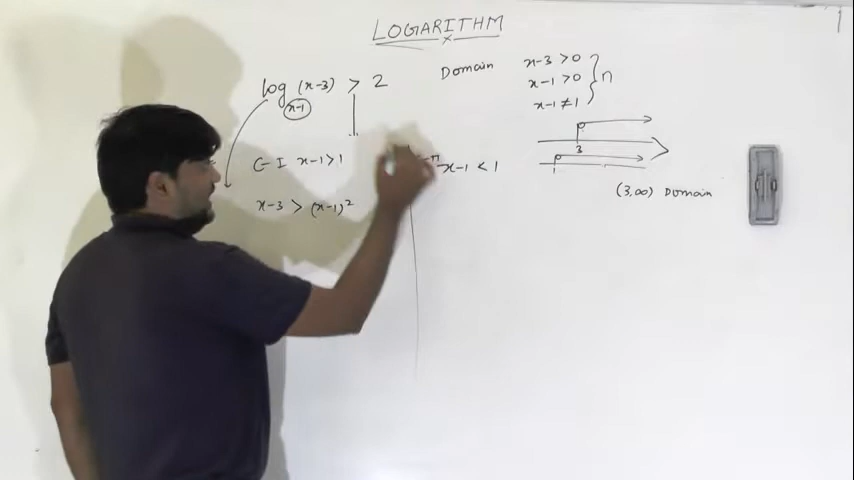 LOGARITHM
×
log (x-3) > 2
x-1
Domain
x-3 >0
x-1 >0
x-1 ≠ 1
} ∩
3
1
(3,∞) Domain
C-I x-1 > 1
x-3 > (x-1)²
x-1 < 1